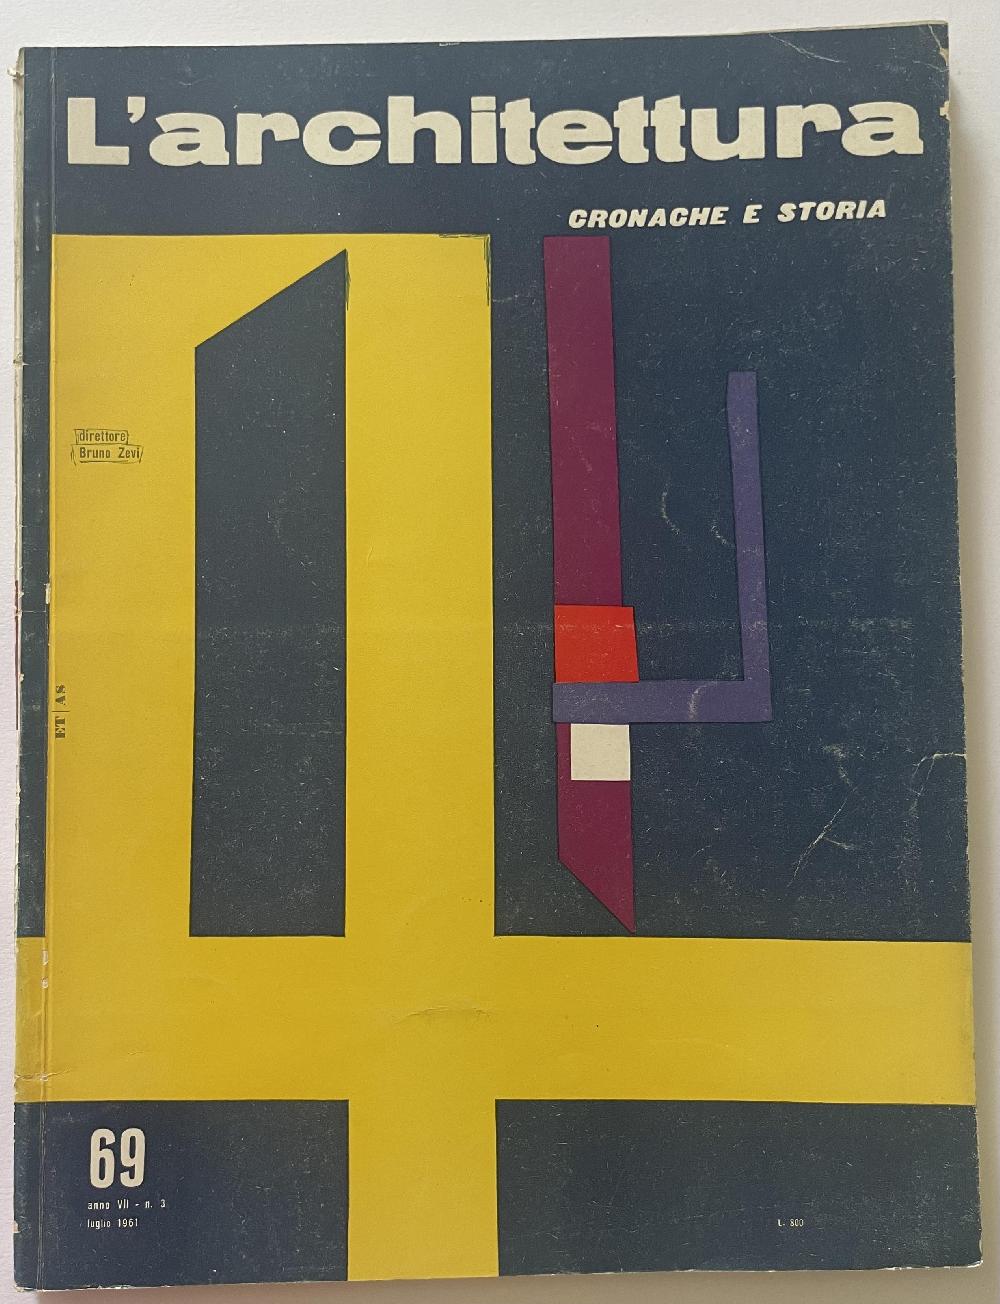 L'architettura
CRONACHE E STORIA
direttore
Bruno Zevi
ET|AS
69
anno VII - n. 3
luglio 1961
L. 800